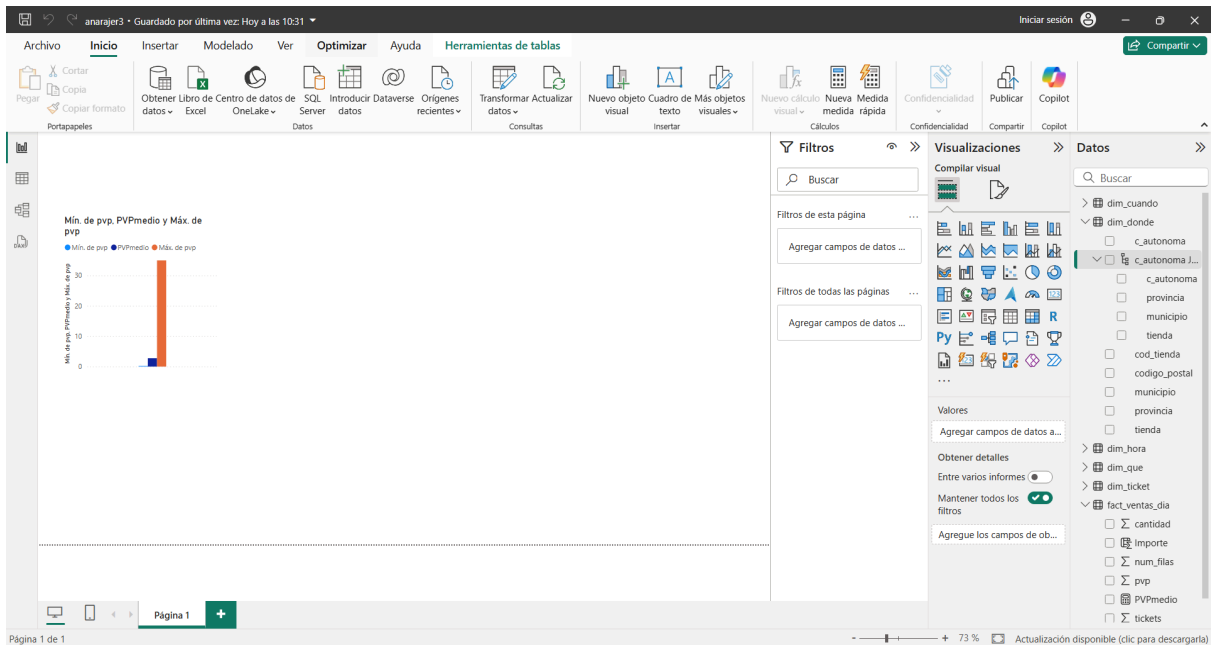 anarajer3 • Guardado por última vez: Hoy a las 10:31
Iniciar sesión
Archivo Inicio Insertar Modelado Ver Optimizar Ayuda Herramientas de tablas
Compartir
Pegar
Cortar
Copia
Copiar formato
Portapapeles
Obtener datos
Libro de Excel
Centro de datos de OneLake
SQL Server
Introducir datos
Dataverse
Orígenes recientes
Datos
Transformar datos
Actualizar
Consultas
Nuevo objeto visual
Cuadro de texto
Más objetos visuales
Insertar
Nuevo cálculo visual
Nueva medida
Medida rápida
Cálculos
Confidencialidad
Confidencialidad
Publicar
Compartir
Copilot
Copilot
Mín. de pvp, PVPmedio y Máx. de
pvp
Mín. de pvp PVPmedio Máx. de pvp
Mín. de pvp, PVPmedio y Máx. de pvp
30
20
10
0
Filtros
Buscar
Filtros de esta página
Agregar campos de datos ...
Filtros de todas las páginas
Agregar campos de datos ...
Visualizaciones
Compilar visual
R
Py
Valores
Agregar campos de datos a...
Obtener detalles
Entre varios informes
Mantener todos los
filtros
Agregue los campos de ob...
Datos
Buscar
dim_cuando
dim_donde
c_autonoma
c_autonoma J...
c_autonoma
provincia
municipio
tienda
cod_tienda
codigo_postal
municipio
provincia
tienda
dim_hora
dim_que
dim_ticket
fact_ventas_dia
cantidad
Importe
num_filas
pvp
PVPmedio
tickets
Página 1
Página 1 de 1
73 %
Actualización disponible (clic para descargarla)